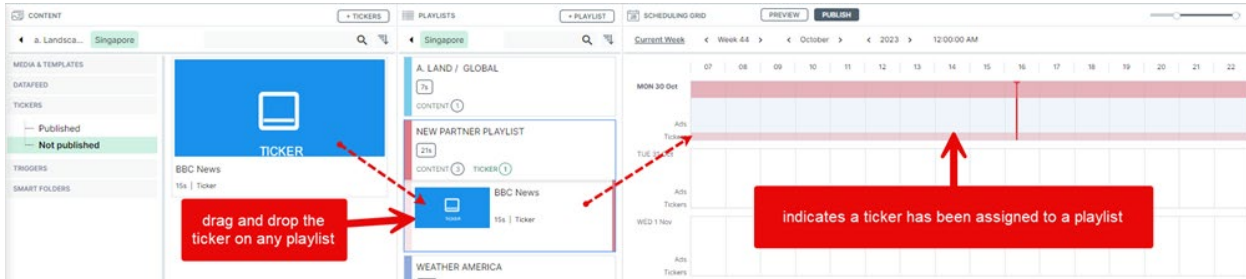 CONTENT
+ TICKERS
a. Landsca... Singapore
MEDIA & TEMPLATES
DATAFEED
TICKERS
Published
Not published
TRIGGERS
SMART FOLDERS
TICKER
BBC News
15s | Ticker
drag and drop the
ticker on any playlist
PLAYLISTS
+ PLAYLIST
Singapore
A. LAND / GLOBAL
7s
CONTENT 1
NEW PARTNER PLAYLIST
21s
CONTENT 3 TICKER 1
BBC News
TICKER
15s | Ticker
WEATHER AMERICA
SCHEDULING GRID
PREVIEW
PUBLISH
Current Week < Week 44 > < October > < 2023 > 12:00:00 AM
07 08 09 10 11 12 13 14 15 16 17 18 19 20 21 22
MON 30 Oct
Ads
Tickers
TUE 31 Oct
Ads
Tickers
WED 1 Nov
Ads
Tickers
indicates a ticker has been assigned to a playlist